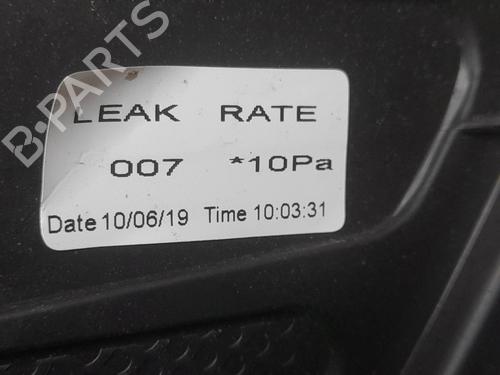 B-PARTS
LEAK RATE
007 *10Pa
Date 10/06/19 Time 10:03:31